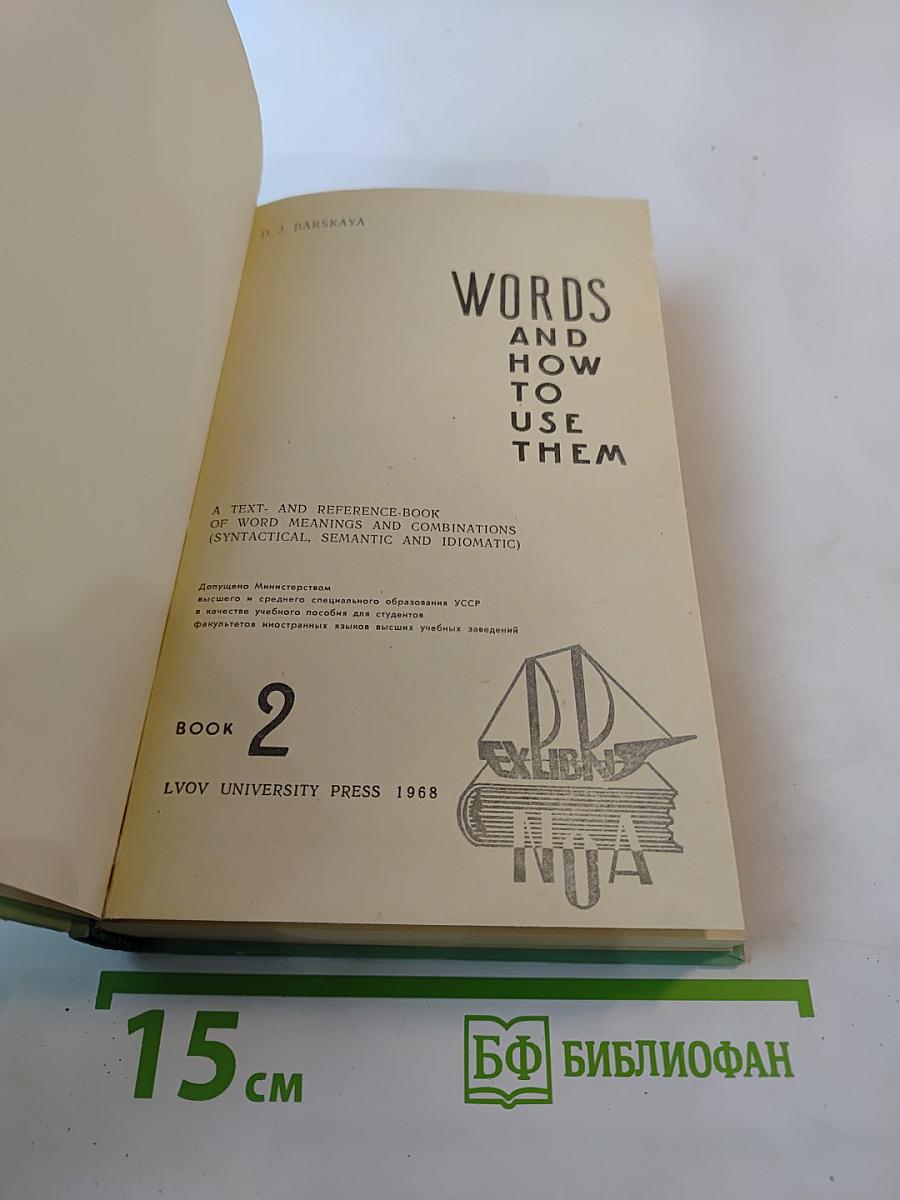 D. J. BARSKAYA
WORDS
AND
HOW
TO
USE
THEM
A TEXT- AND REFERENCE-BOOK
OF WORD MEANINGS AND COMBINATIONS
(SYNTACTICAL, SEMANTIC AND IDIOMATIC)
Допущено Министерством
высшего и среднего специального образования УССР
в качестве учебного пособия для студентов
факультетов иностранных языков высших учебных заведений
BOOK 2
LVOV UNIVERSITY PRESS 1968
EXLIBRIS
15 см
БФ БИБЛИОФАН